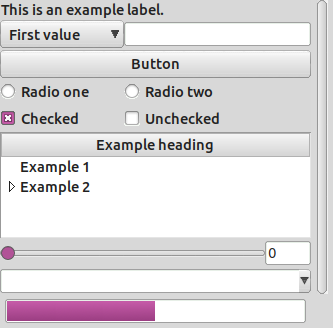 This is an example label.
First value
Button
Radio one Radio two
Checked Unchecked
Example heading
Example 1
Example 2
0